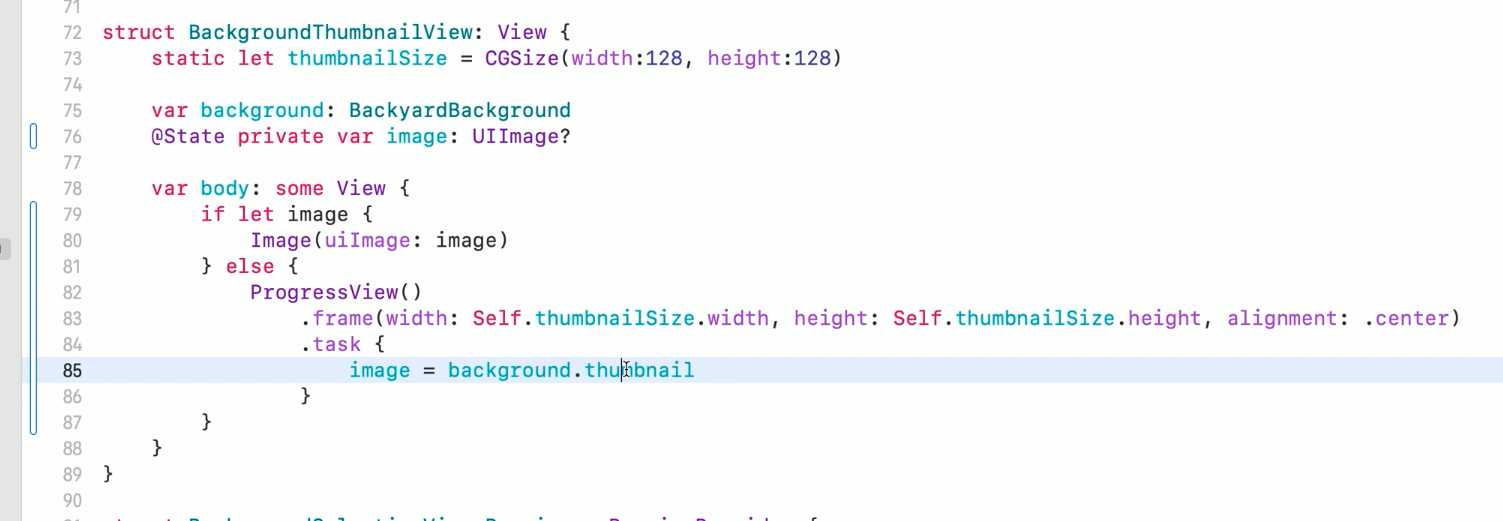 71
72 struct BackgroundThumbnailView: View {
73 static let thumbnailSize = CGSize(width:128, height:128)
74
75 var background: BackyardBackground
76 @State private var image: UIImage?
77
78 var body: some View {
79 if let image {
80 Image(uiImage: image)
81 } else {
82 ProgressView()
83 .frame(width: Self.thumbnailSize.width, height: Self.thumbnailSize.height, alignment: .center)
84 .task {
85 image = background.thumbnail
86 }
87 }
88 }
89 }
90